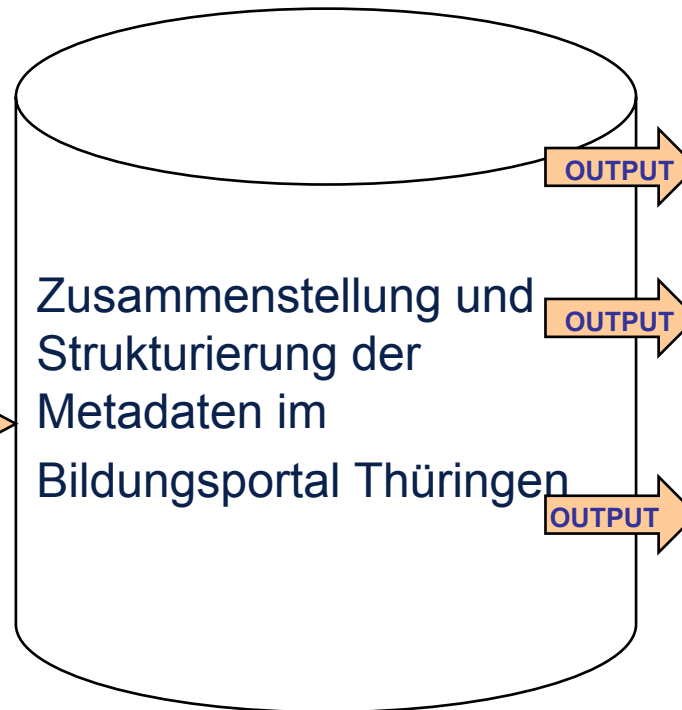 OUTPUT
Zusammenstellung und
OUTPUT
Strukturierung der
Metadaten im
Bildungsportal Thüringen
OUTPUT